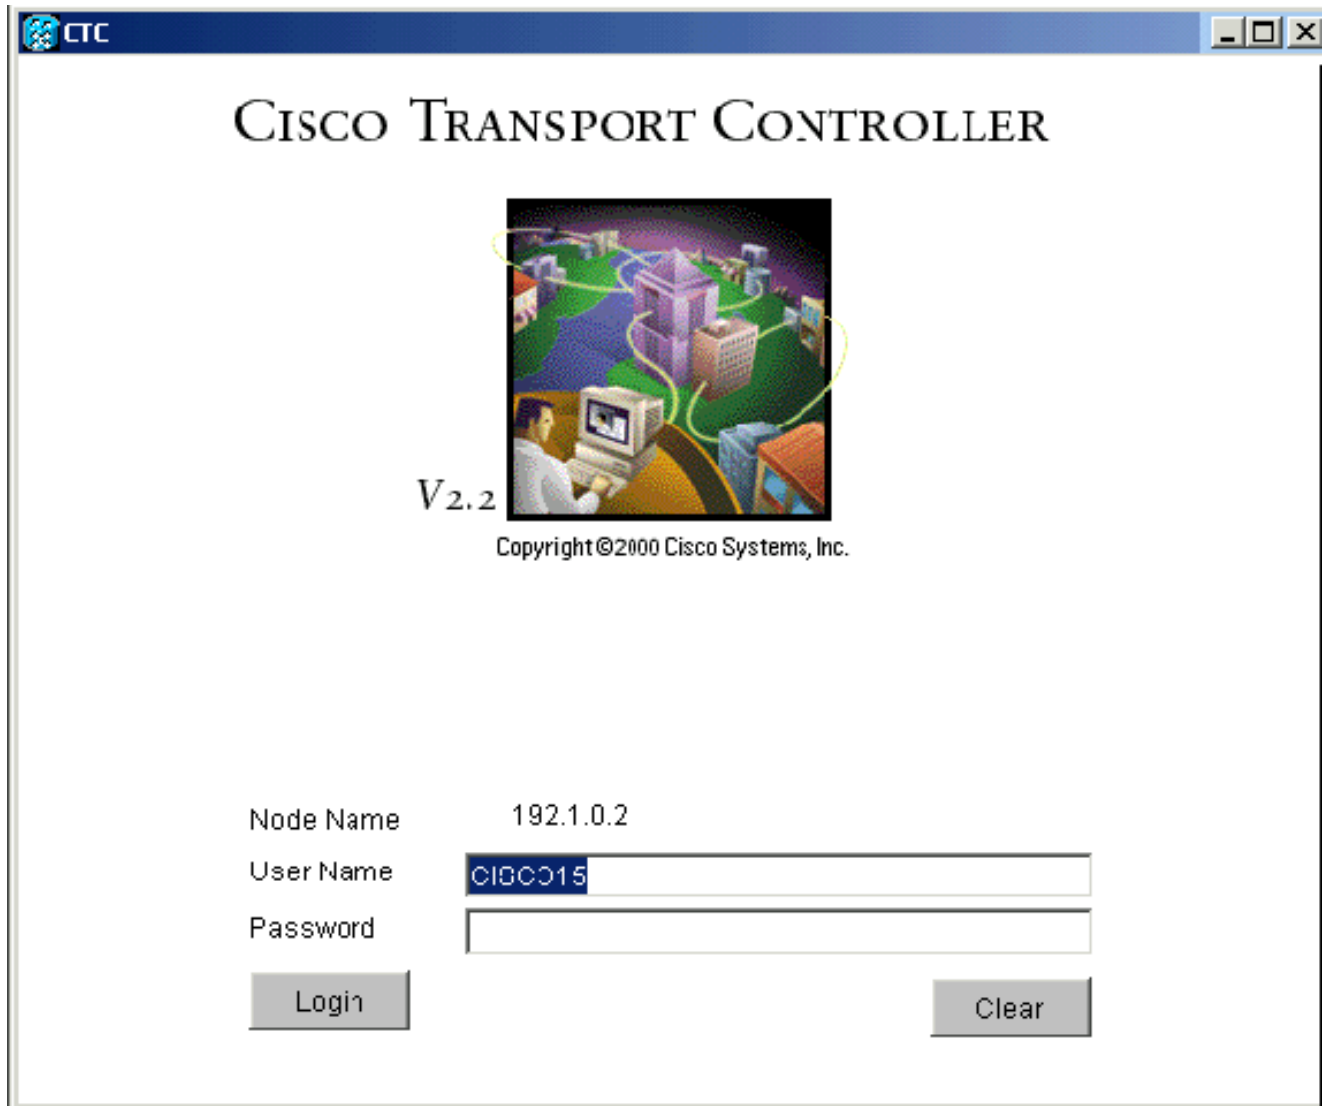 CTC
CISCO TRANSPORT CONTROLLER
V2.2
Copyright©2000 Cisco Systems, Inc.
Node Name 192.1.0.2
User Name CISCO15
Password
Login Clear